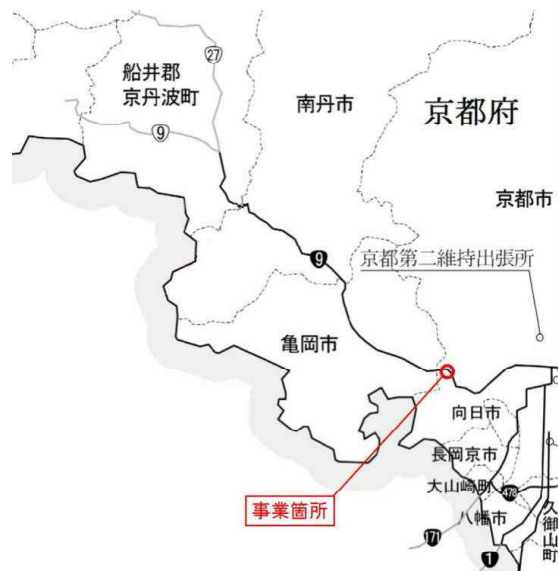 27
船井郡
京丹波町
南丹市
京都府
9
京都市
9
京都第二維持出張所
亀岡市
向日市
長岡京市
大山崎町
478
事業箇所
八幡市
久御山町
171
1